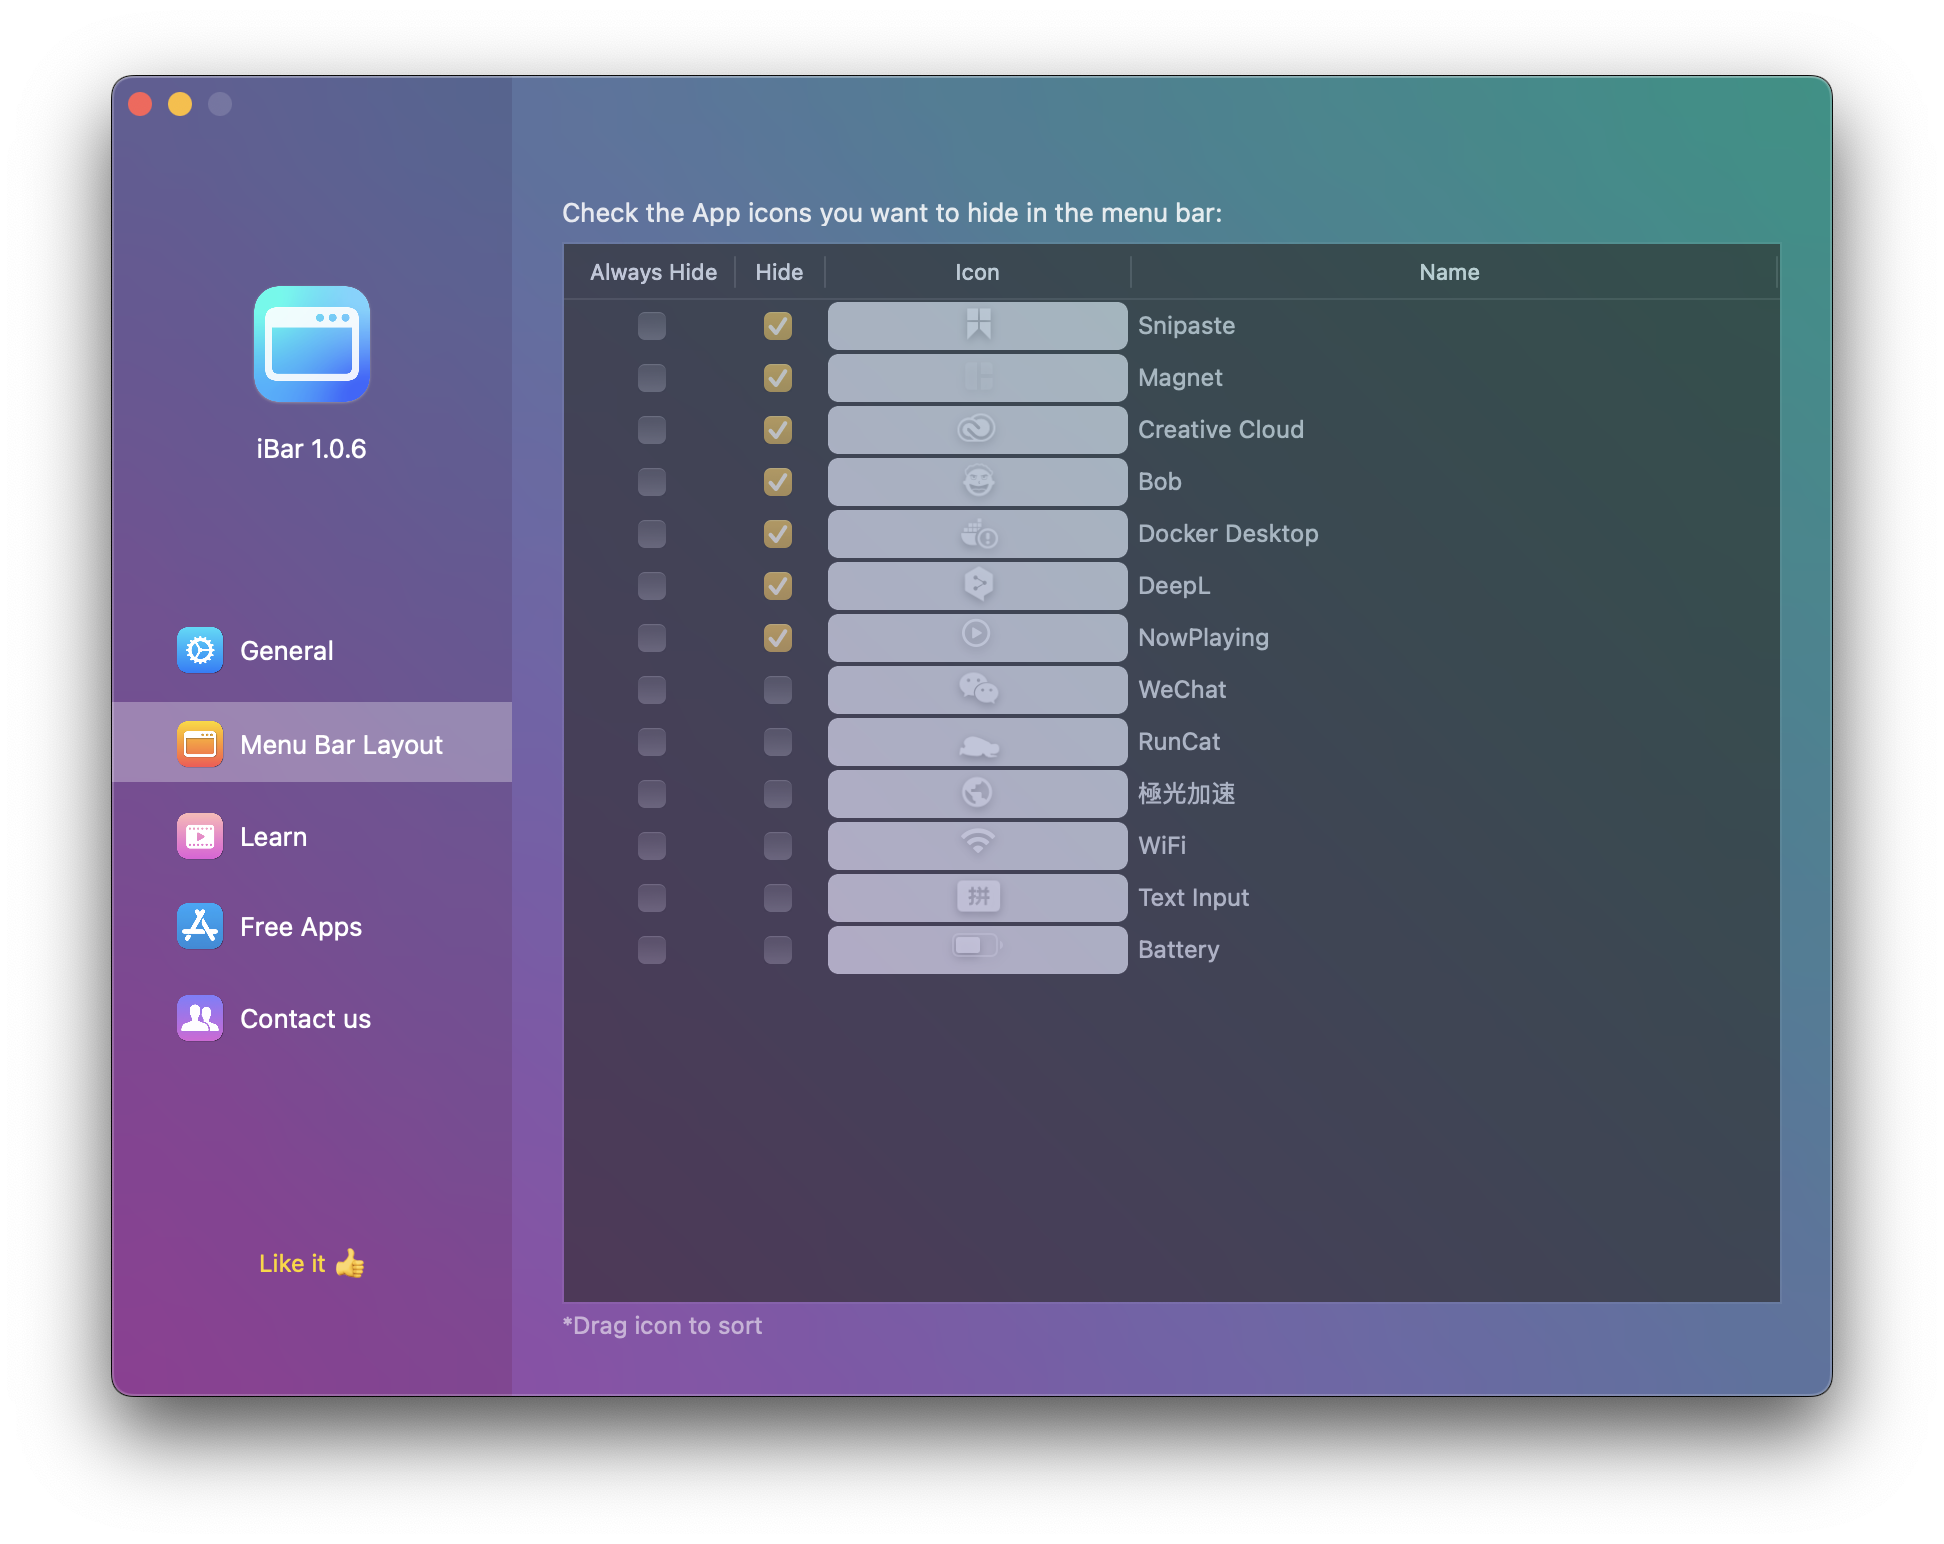 iBar 1.0.6
General
Menu Bar Layout
Learn
Free Apps
Contact us
Like it 👍
Check the App icons you want to hide in the menu bar:
Always Hide Hide Icon Name
Snipaste
Magnet
Creative Cloud
Bob
Docker Desktop
DeepL
NowPlaying
WeChat
RunCat
極光加速
WiFi
拼 Text Input
Battery
*Drag icon to sort